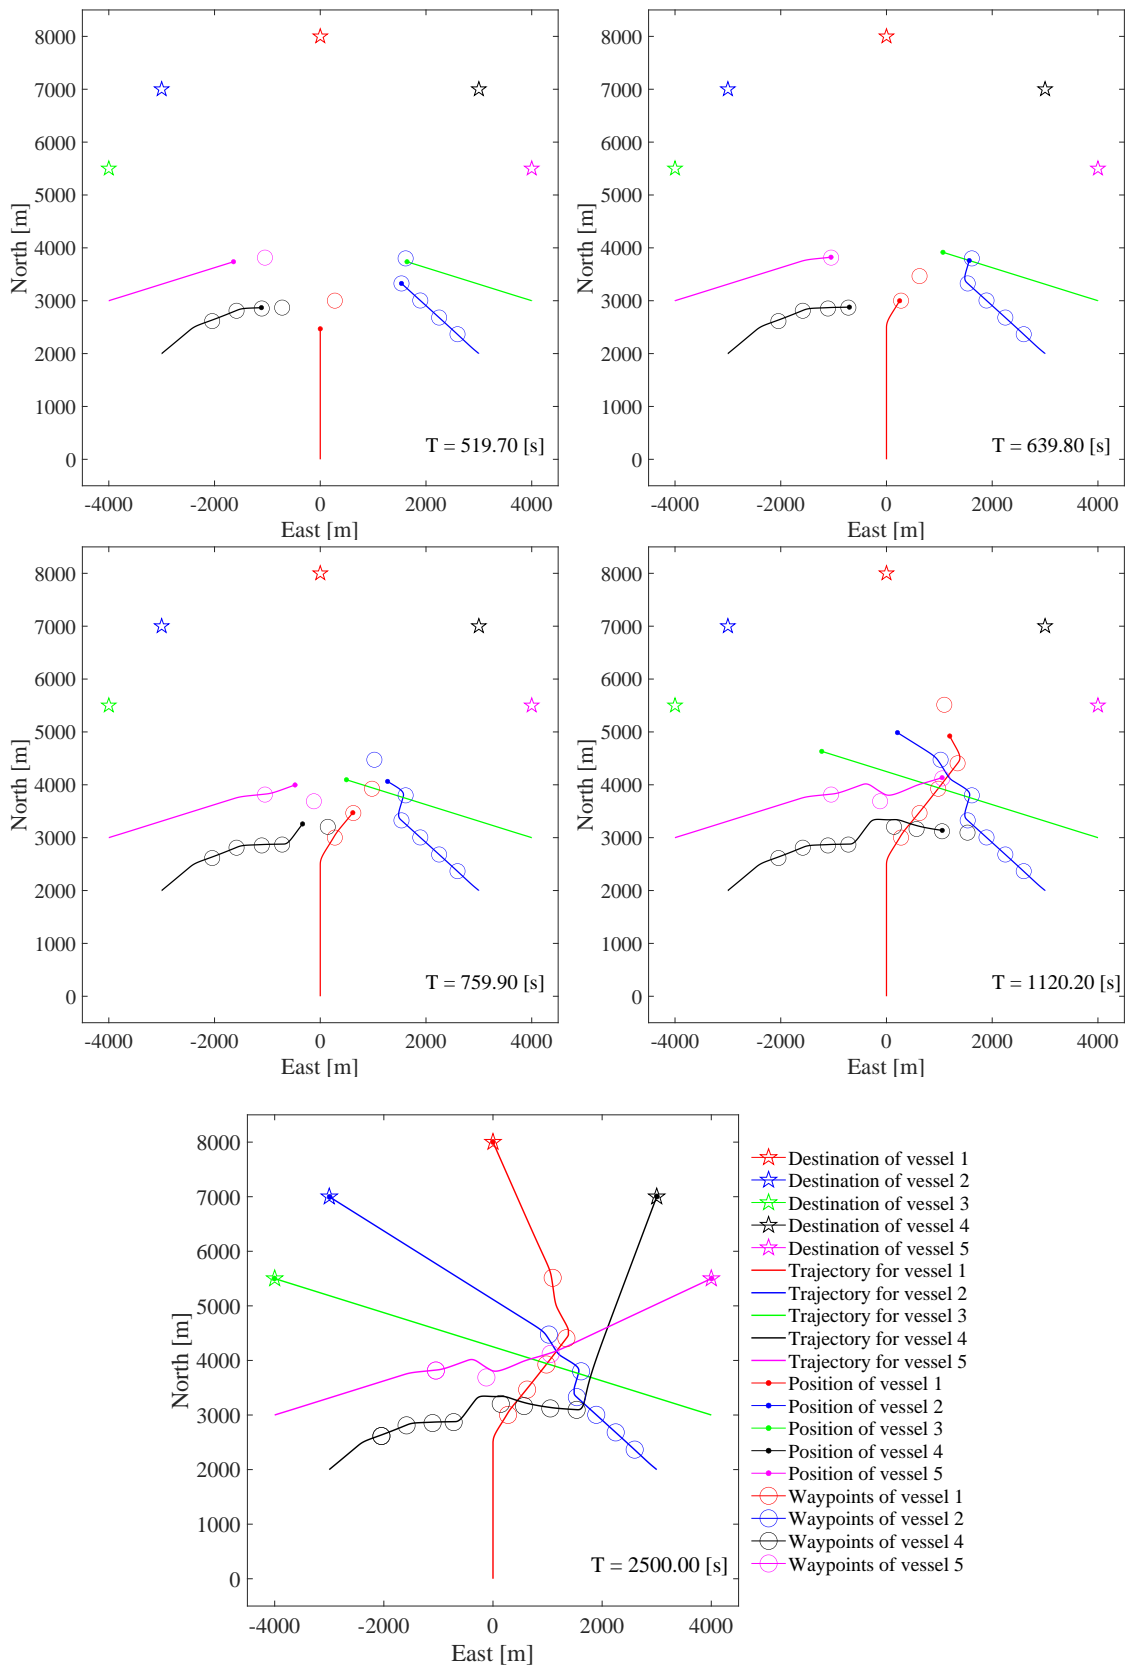 8000
7000
6000
5000
4000
3000
2000
1000
0
North [m]
-4000 -2000 0 2000 4000
East [m]
T = 519.70 [s]
8000
7000
6000
5000
4000
3000
2000
1000
0
North [m]
-4000 -2000 0 2000 4000
East [m]
T = 639.80 [s]
8000
7000
6000
5000
4000
3000
2000
1000
0
North [m]
-4000 -2000 0 2000 4000
East [m]
T = 759.90 [s]
8000
7000
6000
5000
4000
3000
2000
1000
0
North [m]
-4000 -2000 0 2000 4000
East [m]
T = 1120.20 [s]
8000
7000
6000
5000
4000
3000
2000
1000
0
North [m]
-4000 -2000 0 2000 4000
East [m]
T = 2500.00 [s]
Destination of vessel 1
Destination of vessel 2
Destination of vessel 3
Destination of vessel 4
Destination of vessel 5
Trajectory for vessel 1
Trajectory for vessel 2
Trajectory for vessel 3
Trajectory for vessel 4
Trajectory for vessel 5
Position of vessel 1
Position of vessel 2
Position of vessel 3
Position of vessel 4
Position of vessel 5
Waypoints of vessel 1
Waypoints of vessel 2
Waypoints of vessel 4
Waypoints of vessel 5